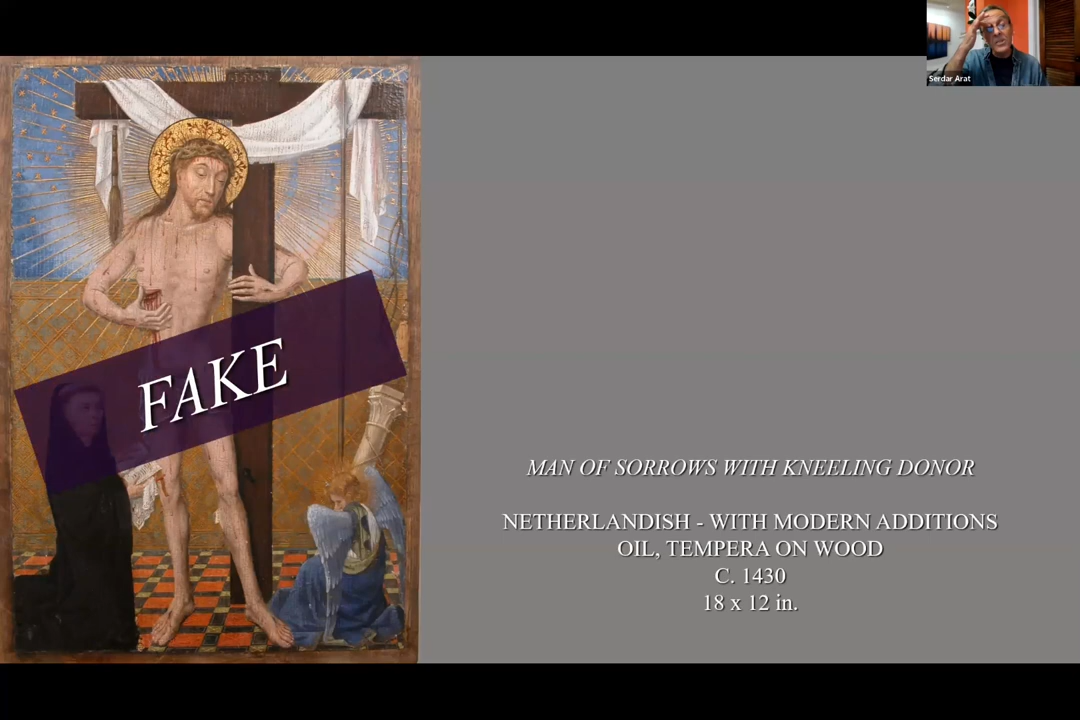 Serdar Arat
FAKE
MAN OF SORROWS WITH KNEELING DONOR
NETHERLANDISH - WITH MODERN ADDITIONS
OIL, TEMPERA ON WOOD
C. 1430
18 x 12 in.